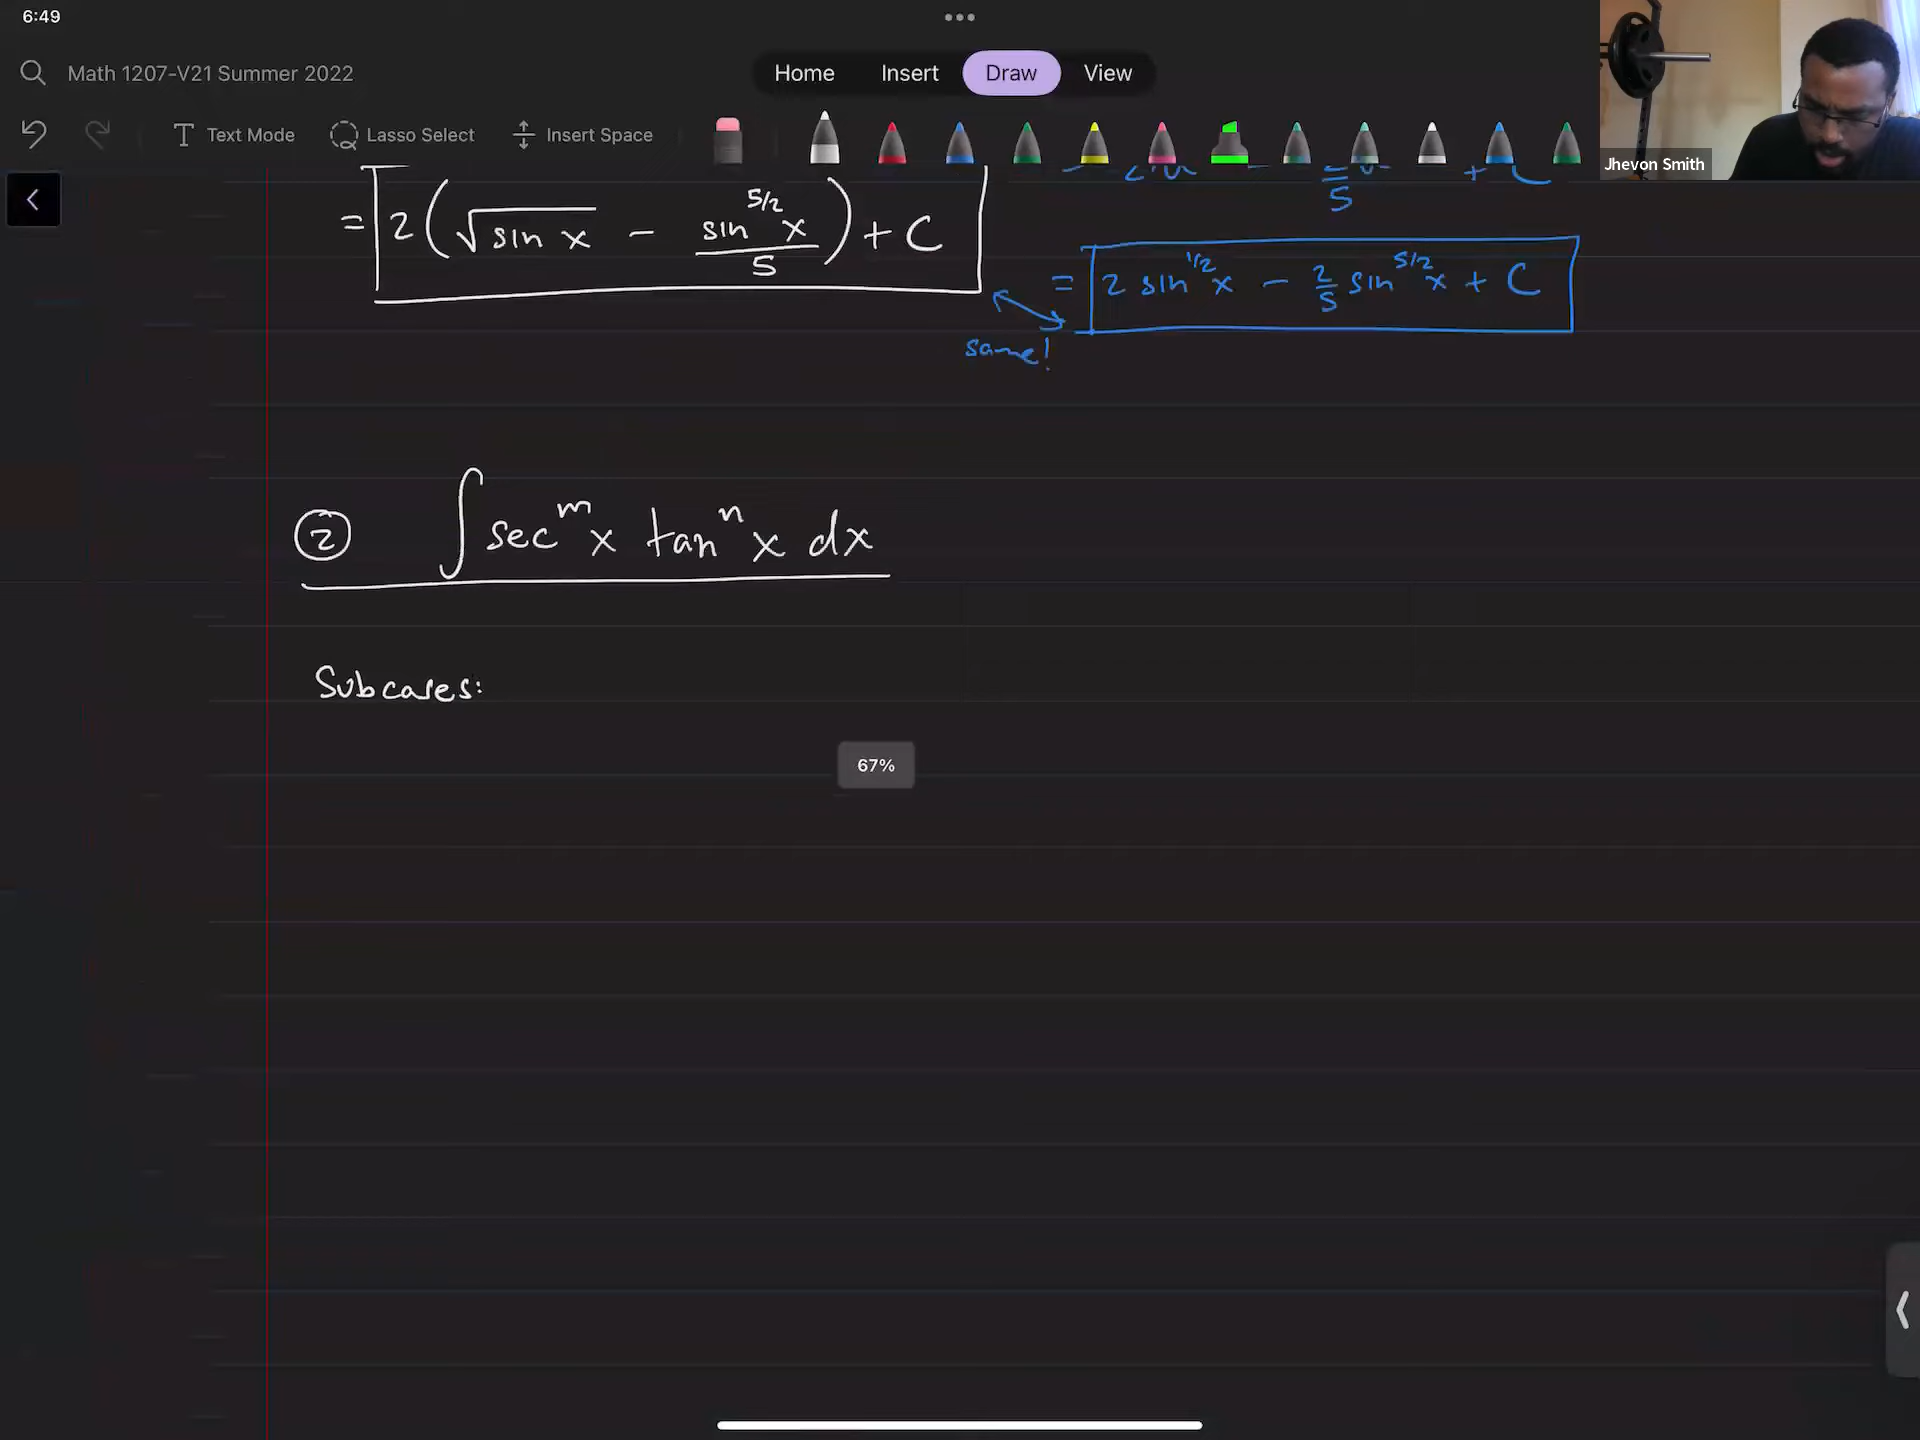 6:49
Math 1207-V21 Summer 2022
Home Insert Draw View
Text Mode Lasso Select Insert Space
Jhevon Smith
= 2(√sin x − sin^{5/2} x / 5) + C
5 + C
= 2 sin^{1/2} x − 2/5 sin^{5/2} x + C
same!
② ∫ sec^m x tan^n x dx
Subcases:
67%